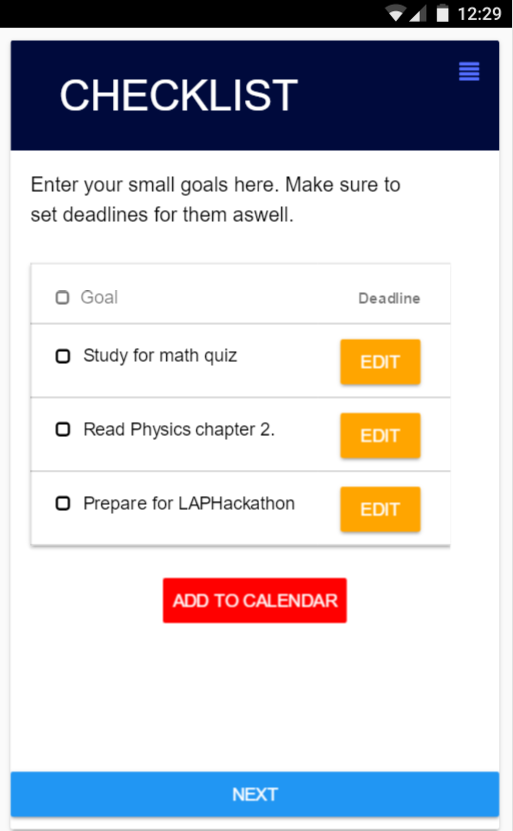 12:29
CHECKLIST
Enter your small goals here. Make sure to
set deadlines for them aswell.
Goal Deadline
Study for math quiz EDIT
Read Physics chapter 2. EDIT
Prepare for LAPHackathon EDIT
ADD TO CALENDAR
NEXT